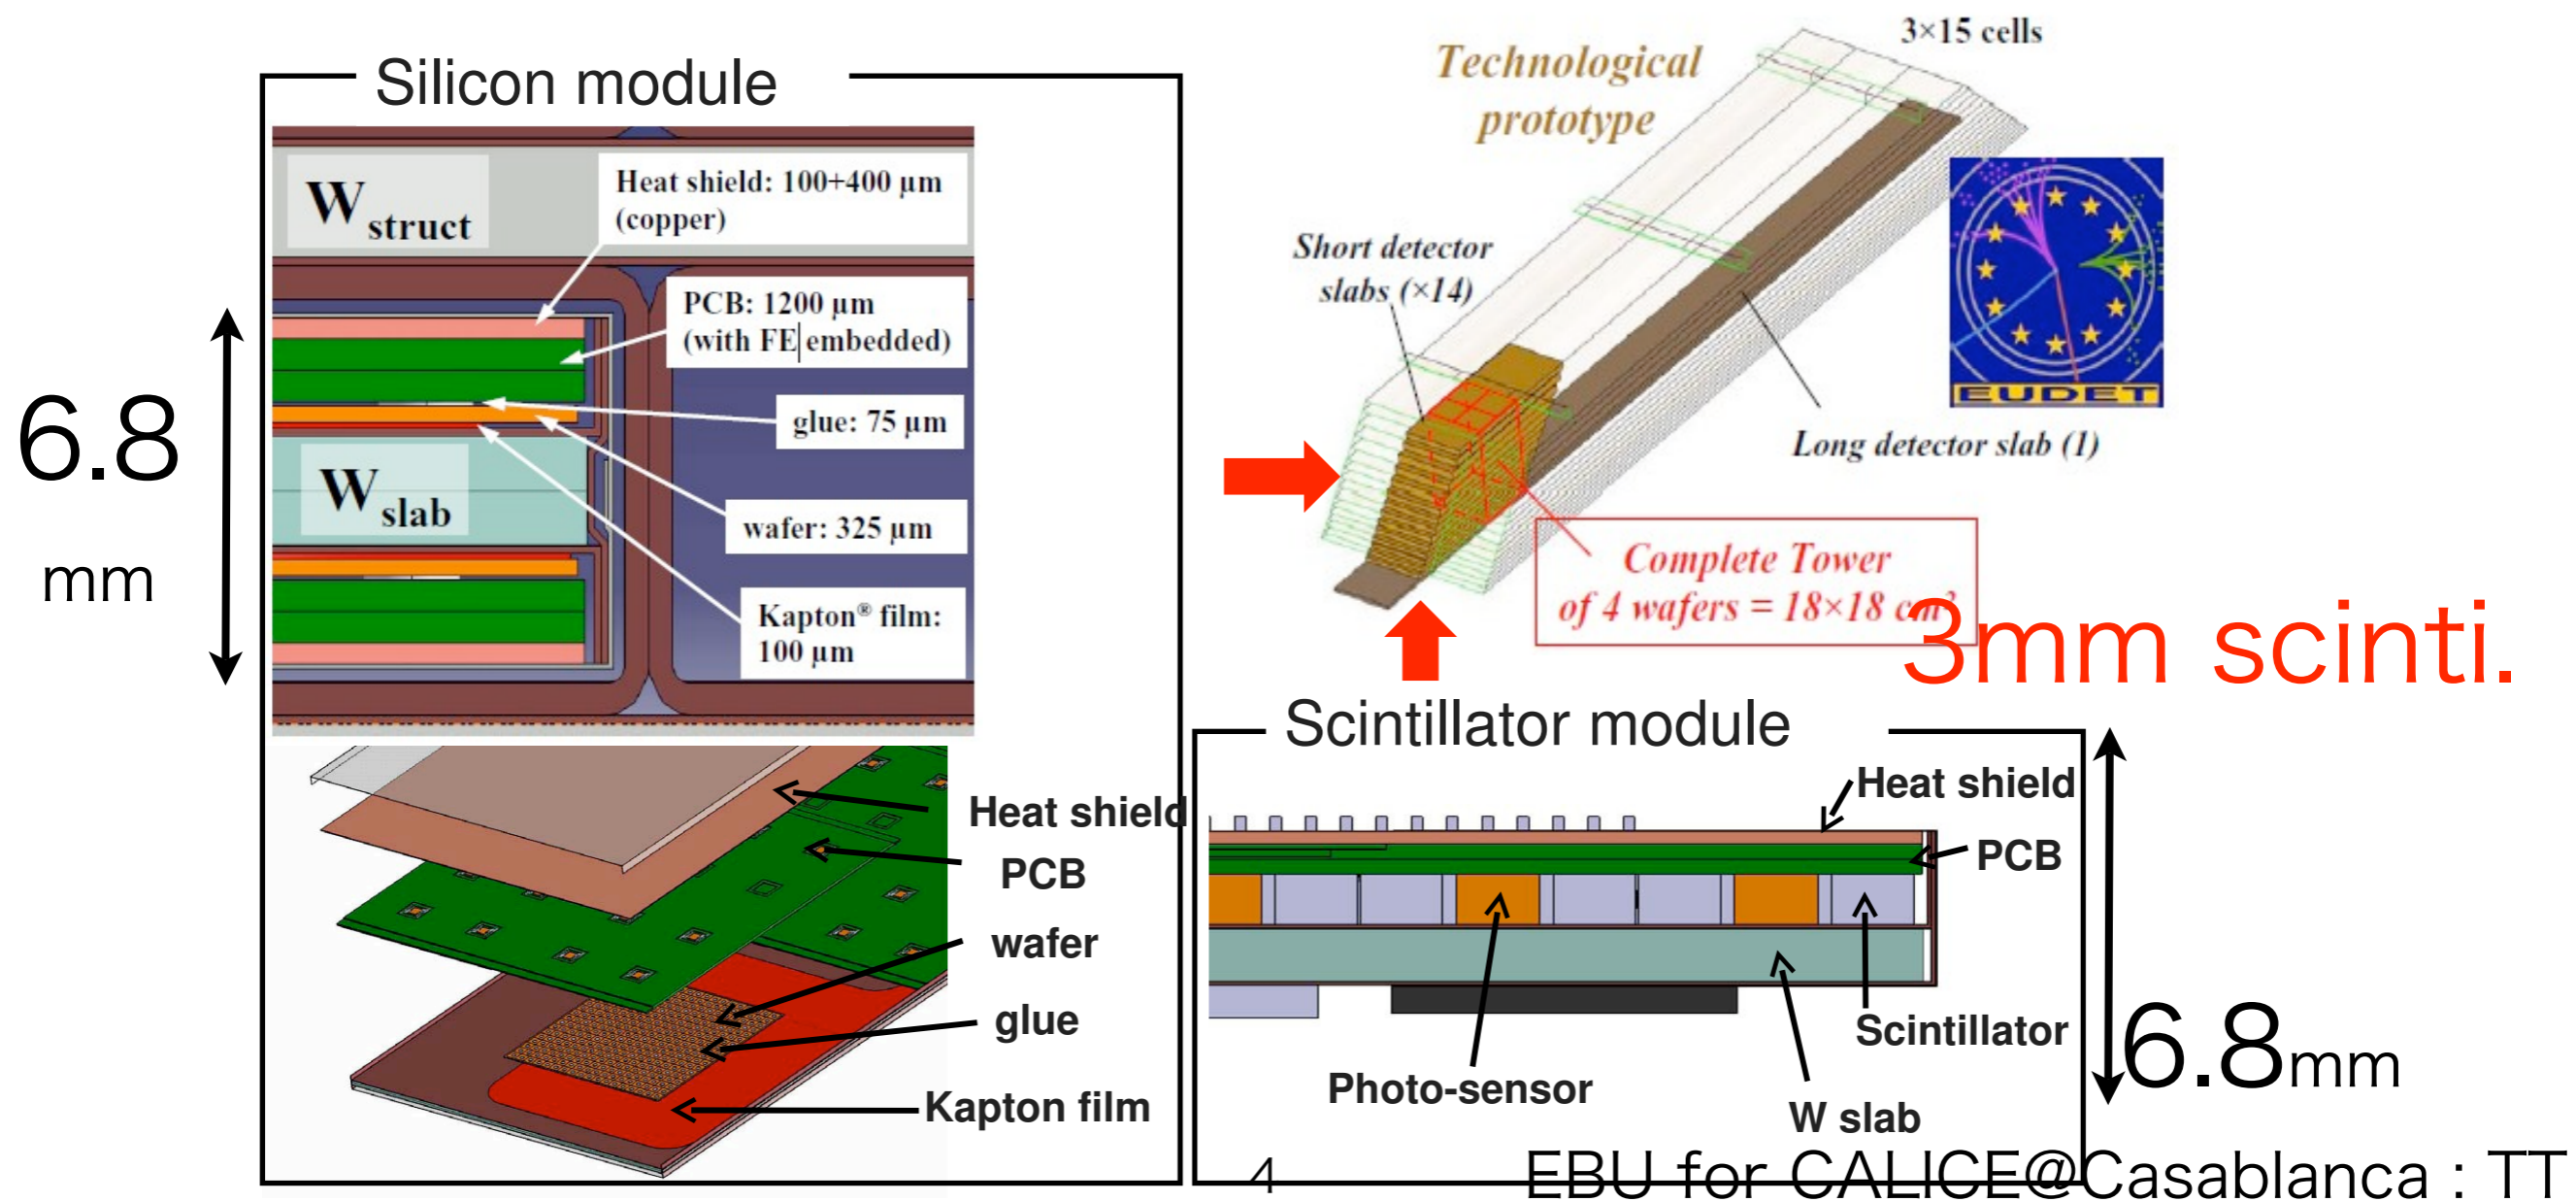 Silicon module
W
struct
Heat shield: 100+400 µm
(copper)
PCB: 1200 µm
(with FE embedded)
glue: 75 µm
W
slab
wafer: 325 µm
Kapton® film:
100 µm
6.8
mm
Heat shield
PCB
wafer
glue
Kapton film
Technological
prototype
3×15 cells
Short detector
slabs (×14)
EUDET
Long detector slab (1)
Complete Tower
of 4 wafers = 18×18 cm²
3mm scinti.
Scintillator module
Heat shield
PCB
Scintillator
Photo-sensor
W slab
6.8mm
4
EBU for CALICE@Casablanca : TT